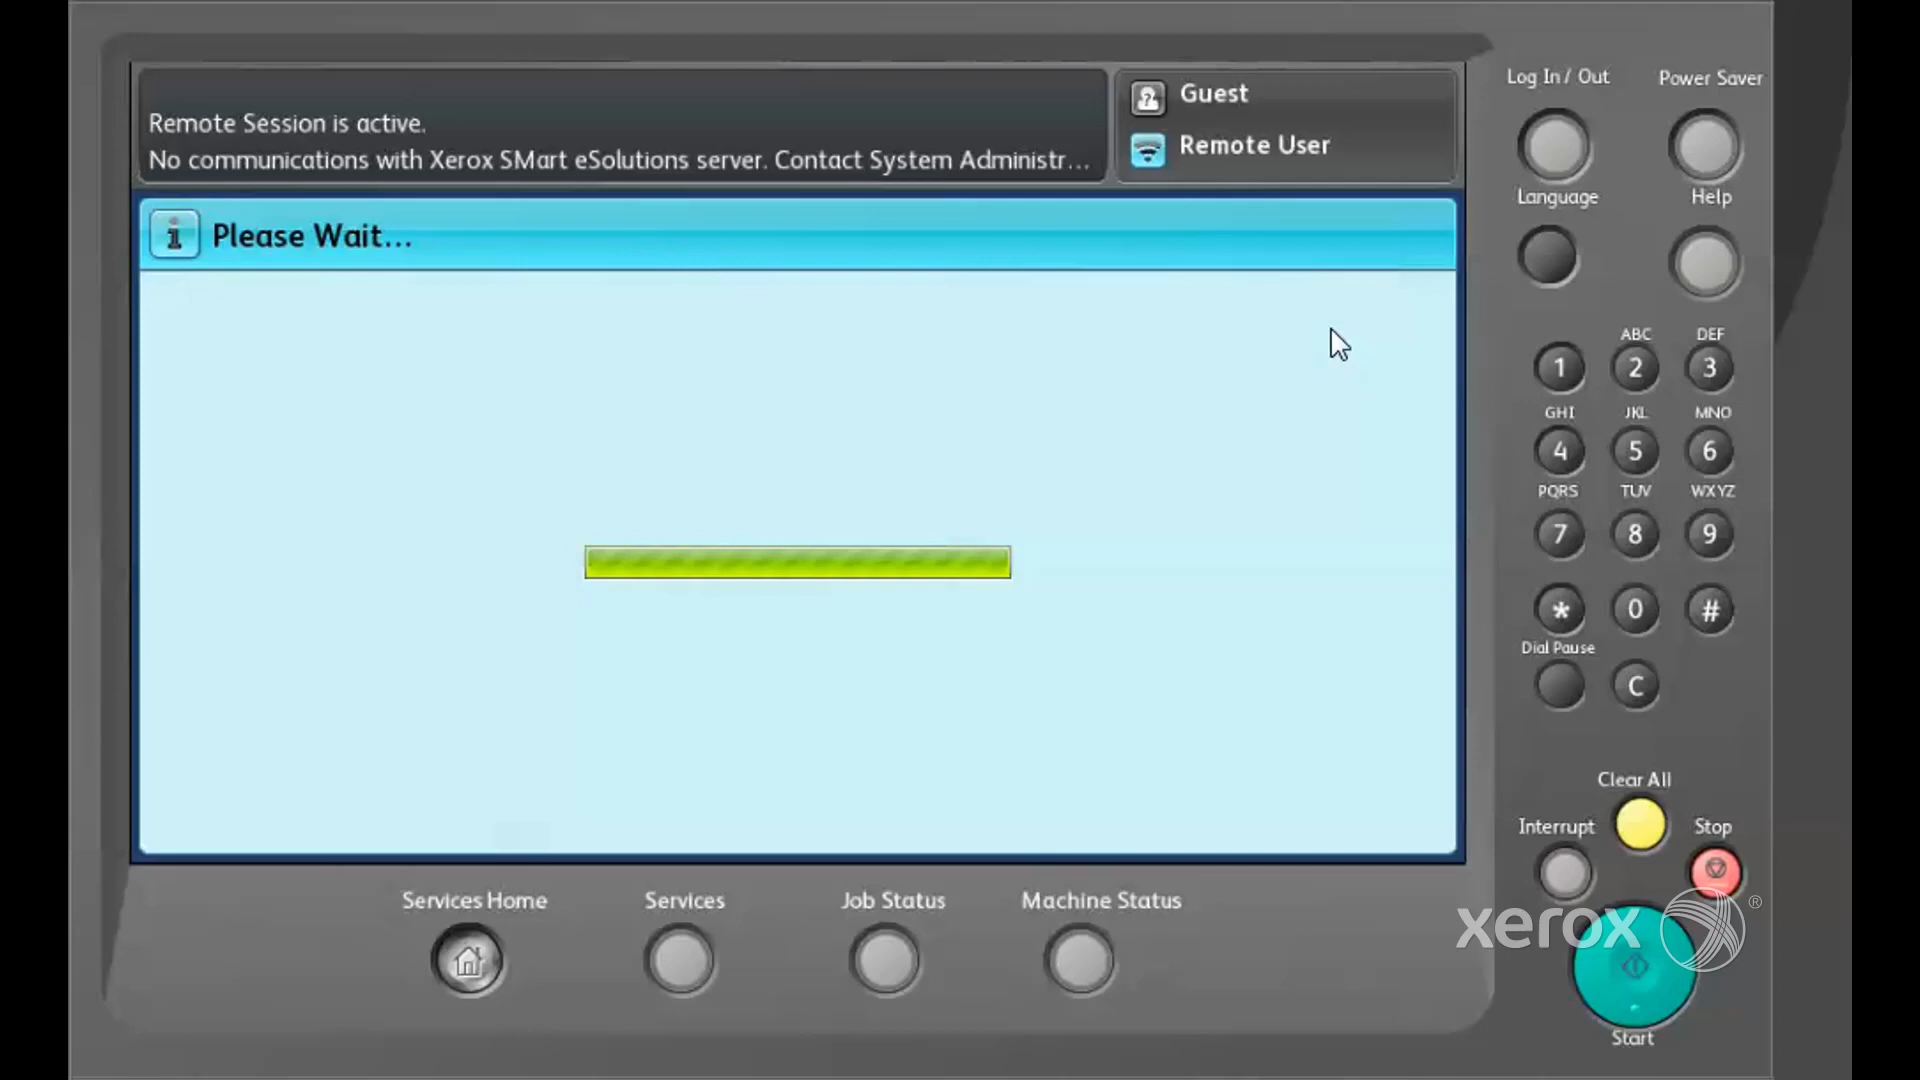 Remote Session is active.
No communications with Xerox SMart eSolutions server. Contact System Administr...
Guest
Remote User
Please Wait...
Log In / Out
Power Saver
Language
Help
ABC
DEF
1
2
3
GHI
JKL
MNO
4
5
6
PQRS
TUV
WXYZ
7
8
9
*
0
#
Dial Pause
C
Clear All
Interrupt
Stop
xerox ®
Start
Services Home
Services
Job Status
Machine Status